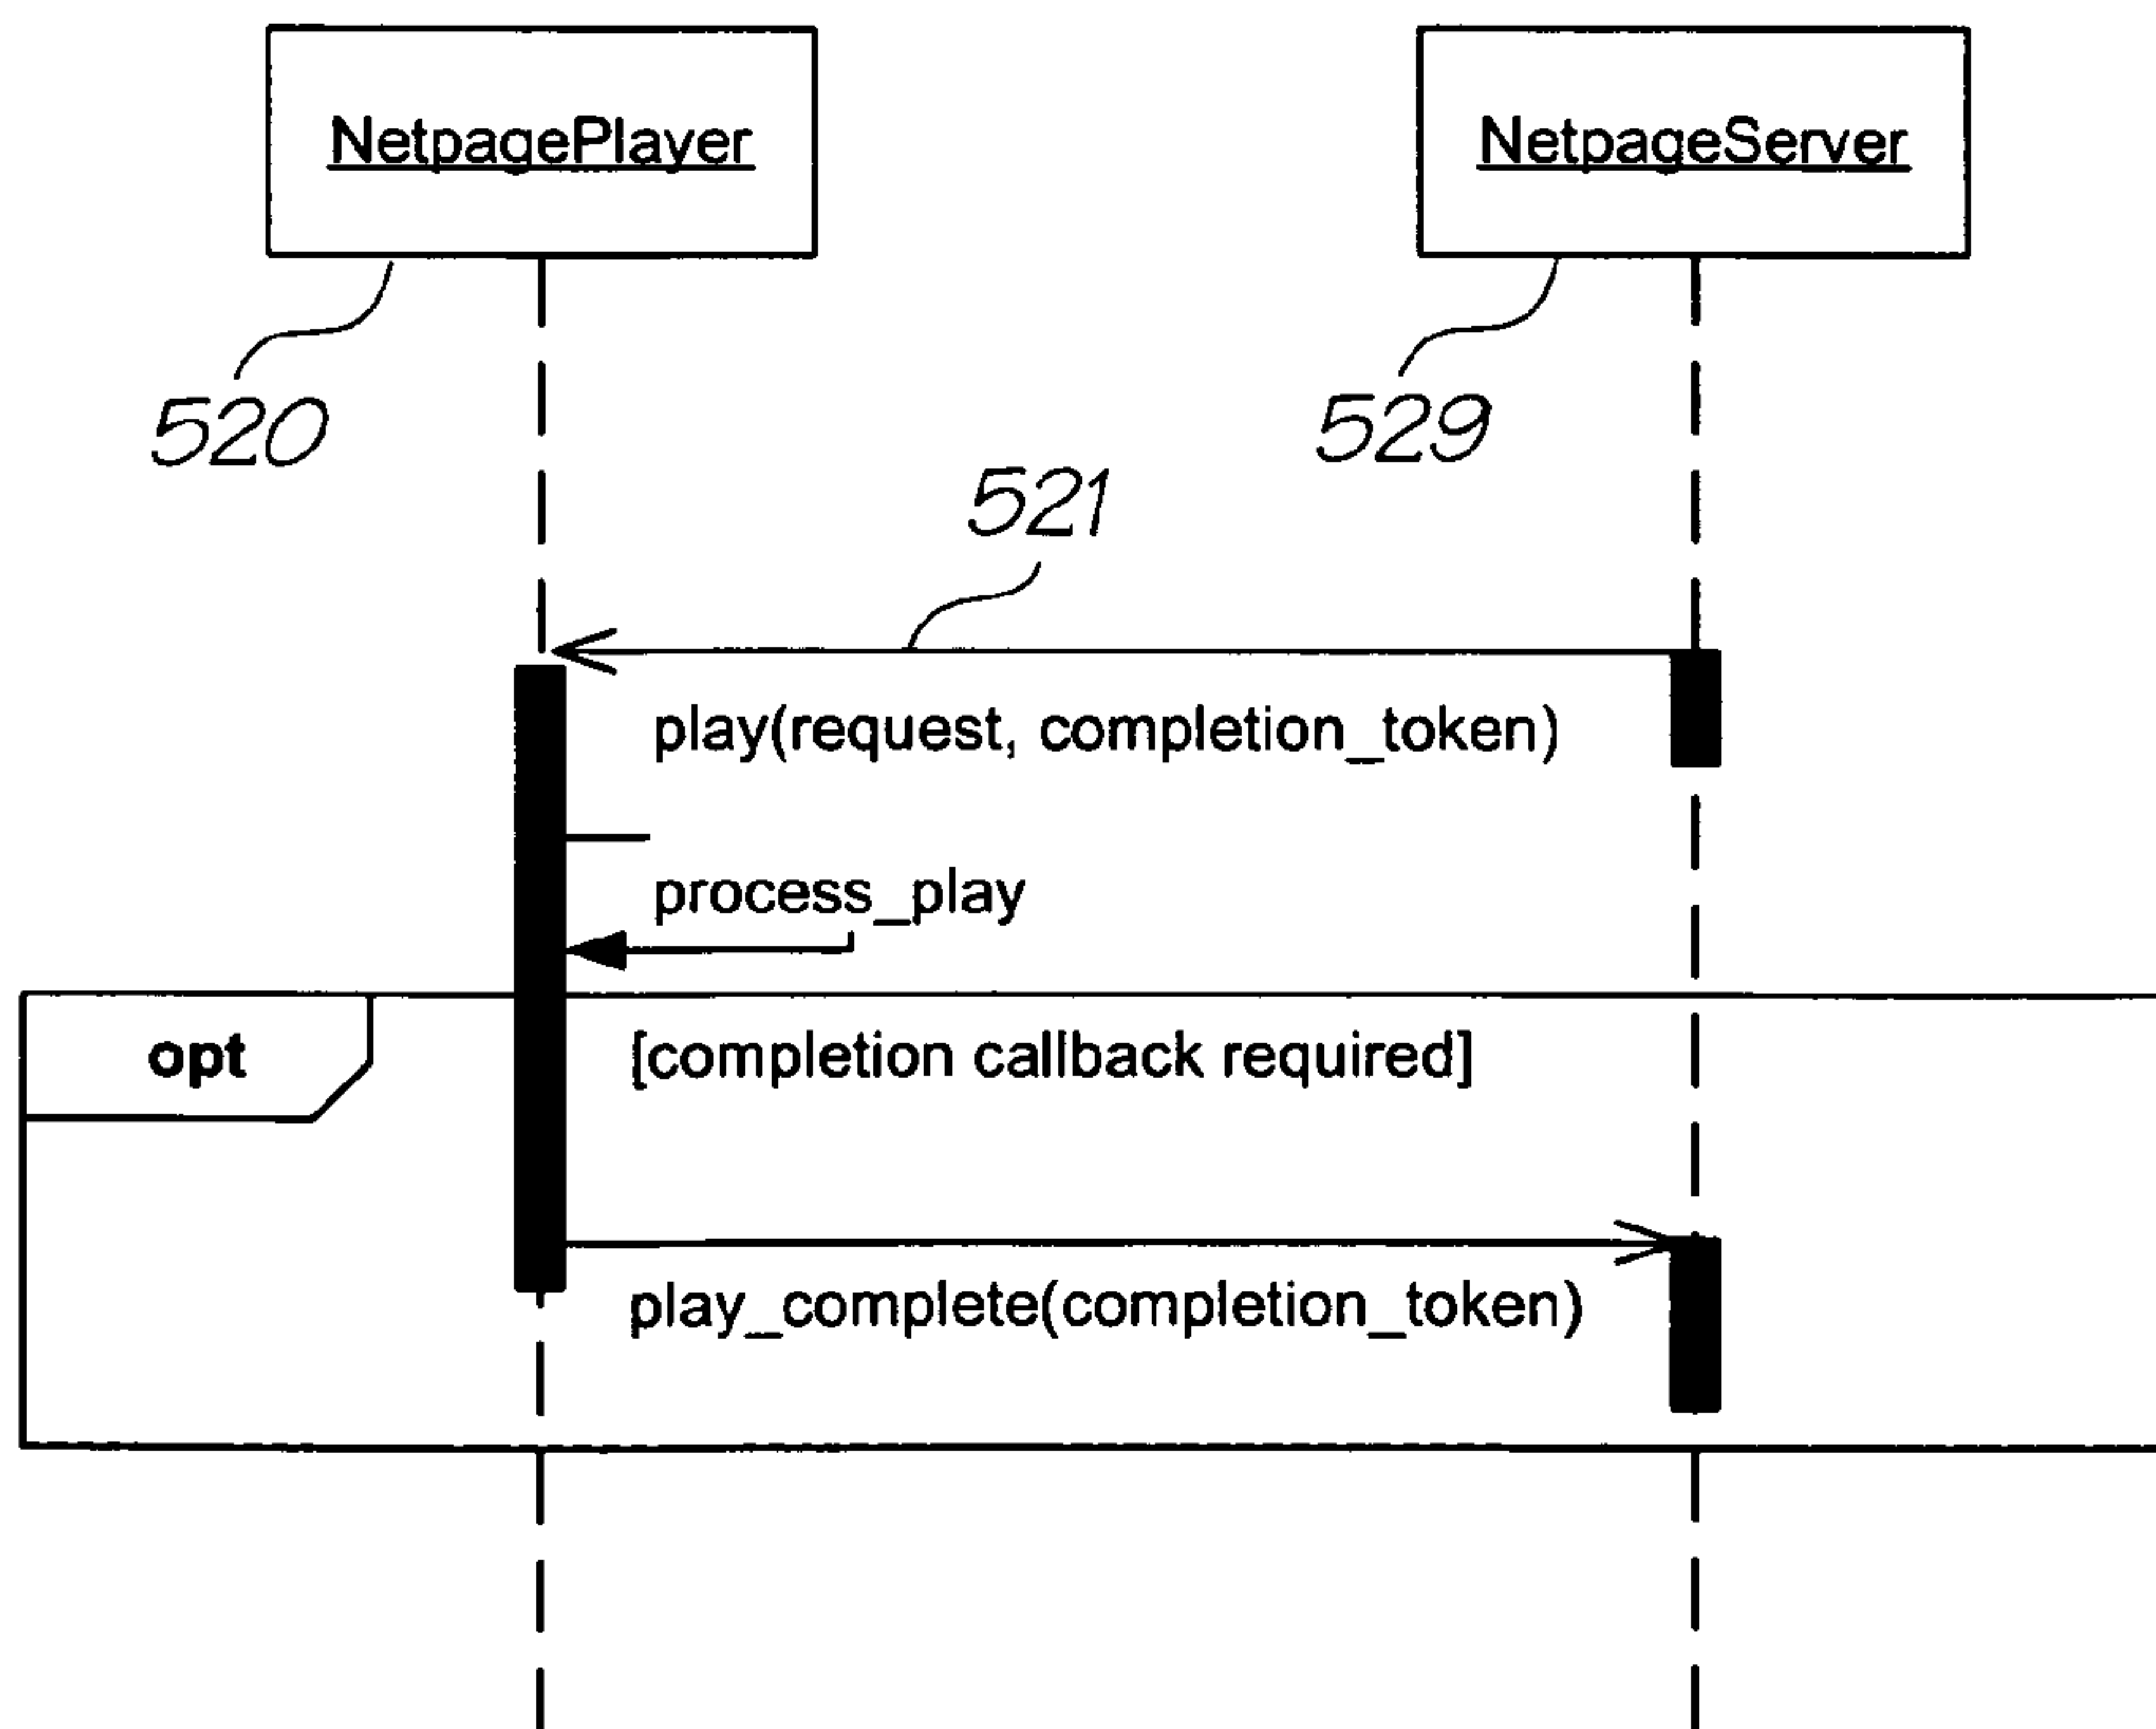 NetpagePlayer
NetpageServer
520
529
521
play(request, completion_token)
process_play
opt
[completion callback required]
play_complete(completion_token)